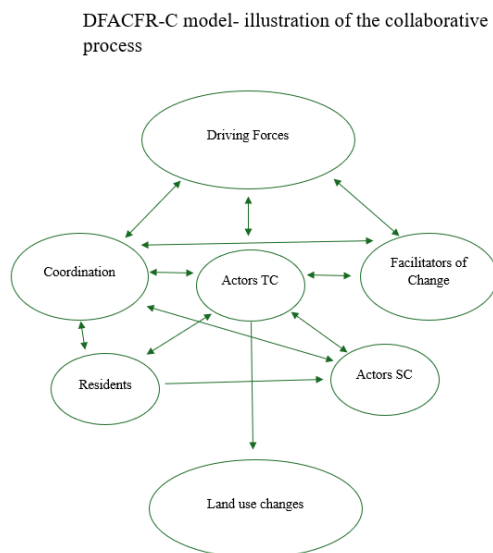 DFACFR-C model- illustration of the collaborative
process
Driving Forces
Coordination
Actors TC
Facilitators of
Change
Residents
Actors SC
Land use changes